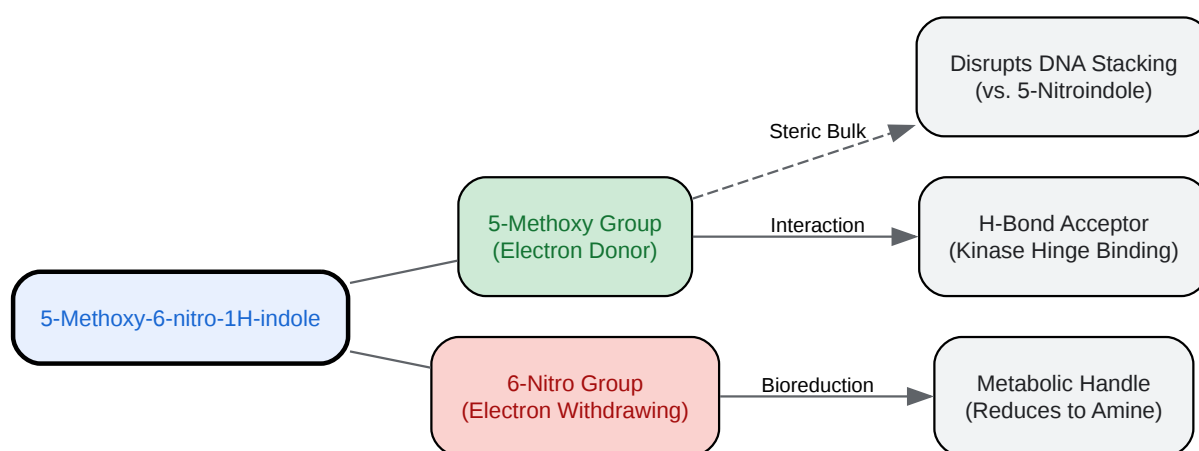 Disrupts DNA Stacking
(vs. 5-Nitroindole)
Steric Bulk
5-Methoxy Group
(Electron Donor)
Interaction
H-Bond Acceptor
(Kinase Hinge Binding)
5-Methoxy-6-nitro-1H-indole
6-Nitro Group
(Electron Withdrawing)
Bioreduction
Metabolic Handle
(Reduces to Amine)